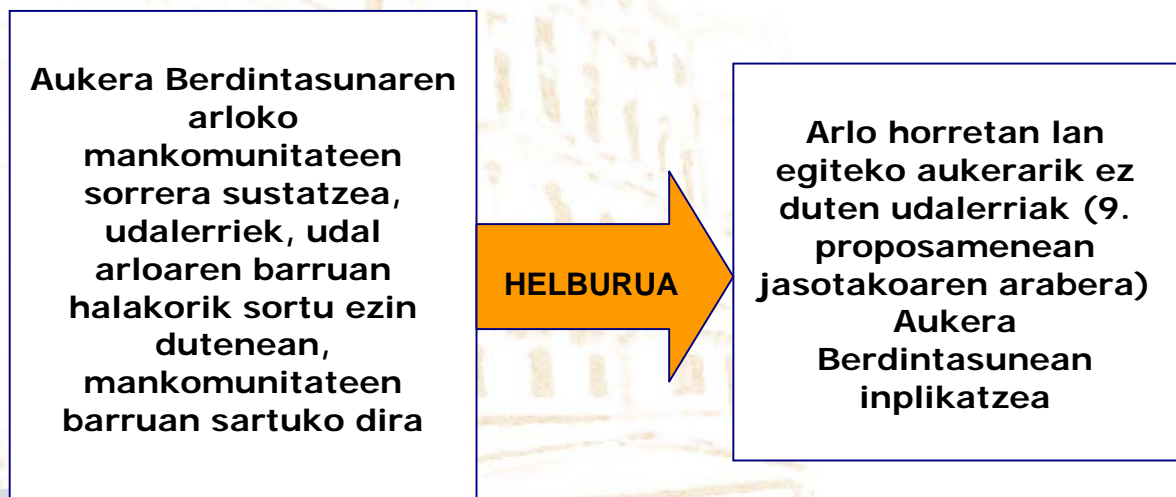 Aukera Berdintasunaren
arloko
mankomunitateen
sorrera sustatzea,
udalerriek, udal
arloaren barruan
halakorik sortu ezin
dutenean,
mankomunitateen
barruan sartuko dira
HELBURUA
Arlo horretan lan
egiteko aukerarik ez
duten udalerriak (9.
proposamenean
jasotakoaren arabera)
Aukera
Berdintasunean
inplikatzea